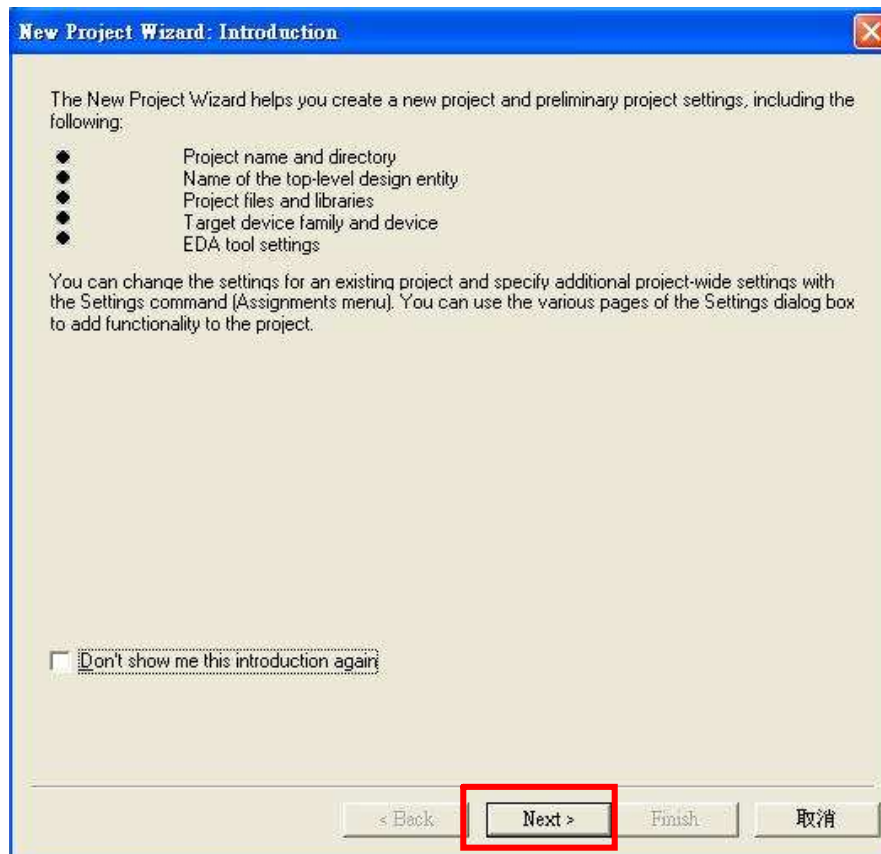 New Project Wizard: Introduction
The New Project Wizard helps you create a new project and preliminary project settings, including the
following:
Project name and directory
Name of the top-level design entity
Project files and libraries
Target device family and device
EDA tool settings
You can change the settings for an existing project and specify additional project-wide settings with
the Settings command (Assignments menu). You can use the various pages of the Settings dialog box
to add functionality to the project.
Don't show me this introduction again
< Back
Next >
Finish
取消